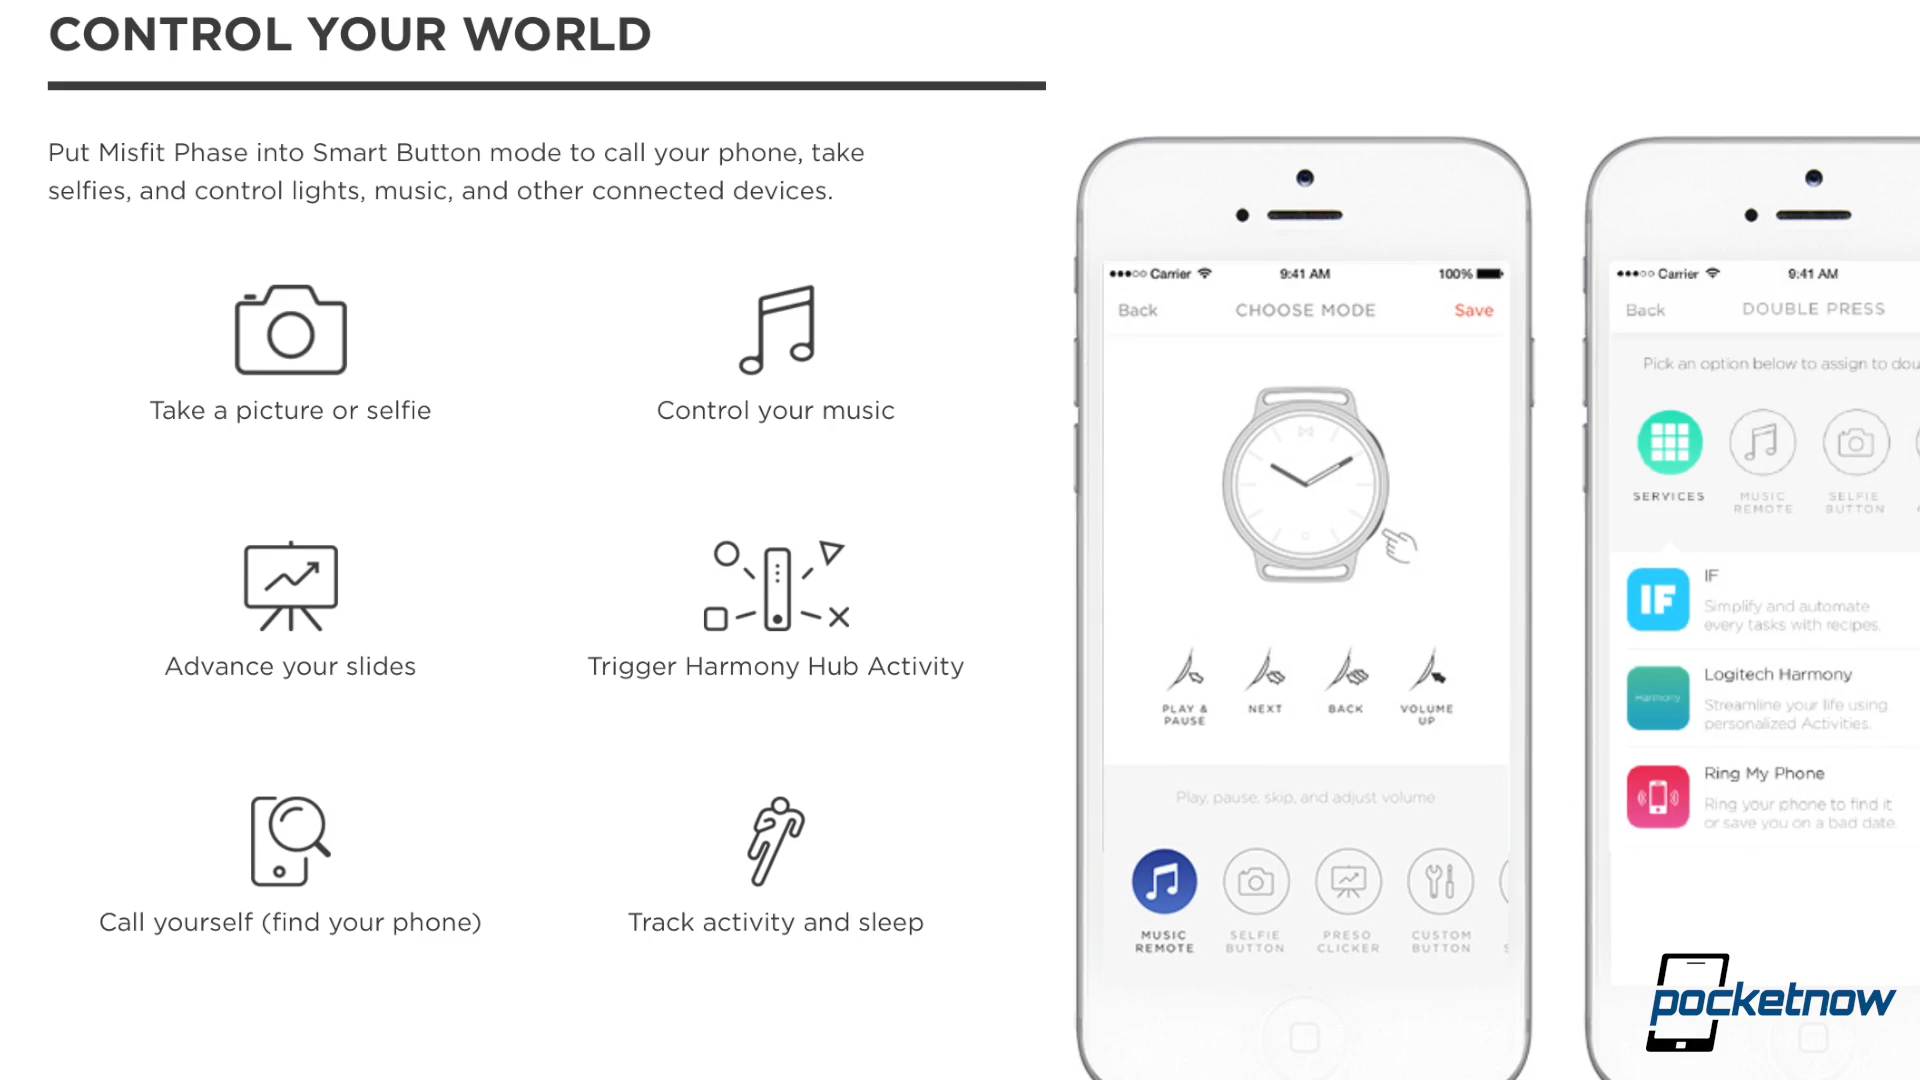 CONTROL YOUR WORLD
Put Misfit Phase into Smart Button mode to call your phone, take
selfies, and control lights, music, and other connected devices.
Take a picture or selfie
Control your music
Advance your slides
Trigger Harmony Hub Activity
Call yourself (find your phone)
Track activity and sleep
Carrier 9:41 AM 100%
Back CHOOSE MODE Save
PLAY &
PAUSE
NEXT
BACK
VOLUME
UP
Play, pause, skip, and adjust volume
MUSIC
REMOTE
SELFIE
BUTTON
PRESO
CLICKER
CUSTOM
BUTTON
Carrier 9:41 AM
Back DOUBLE PRESS
Pick an option below to assign to dou
SERVICES
MUSIC
REMOTE
SELFIE
BUTTON
IF
IF
Simplify and automate
every tasks with recipes.
Harmony
Logitech Harmony
Streamline your life using
personalized Activities.
Ring My Phone
Ring your phone to find it
or save you on a bad date.
pocketnow